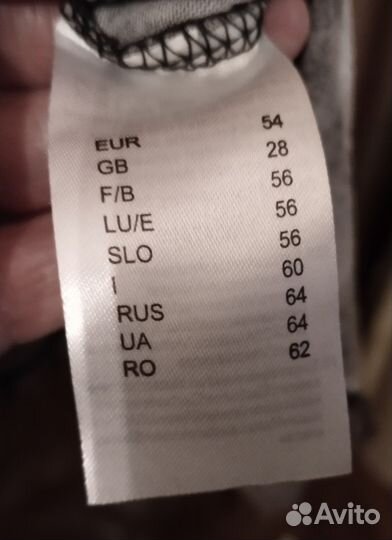 EUR 54
GB 28
F/B 56
LU/E 56
SLO 56
I 60
RUS 64
UA 64
RO 62
Avito